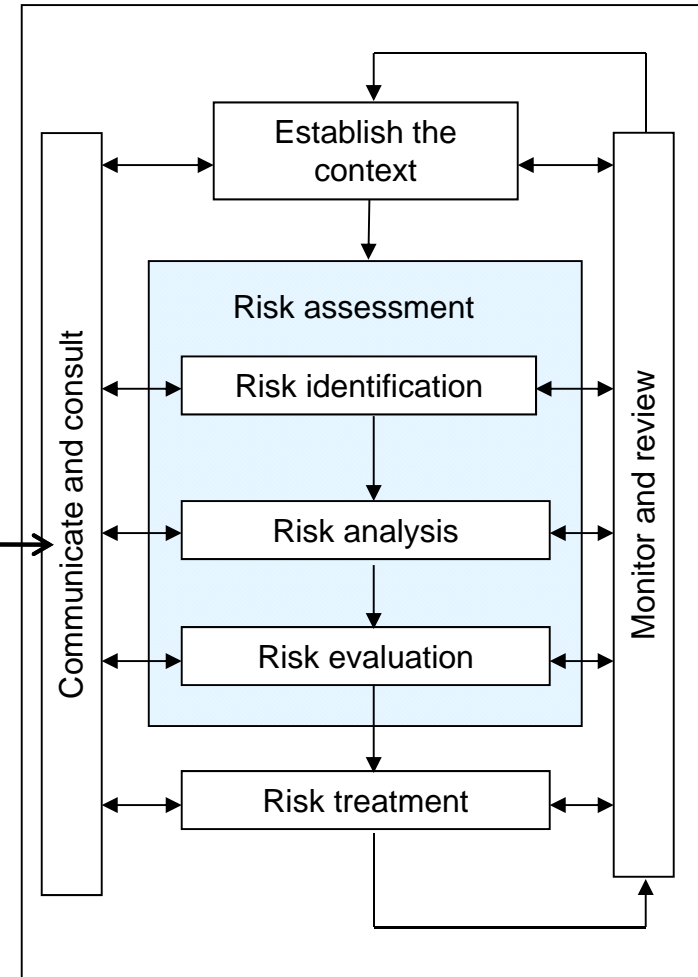 Establish the
context
Risk assessment
Risk identification
Risk analysis
Risk evaluation
Risk treatment
Communicate and consult
Monitor and review